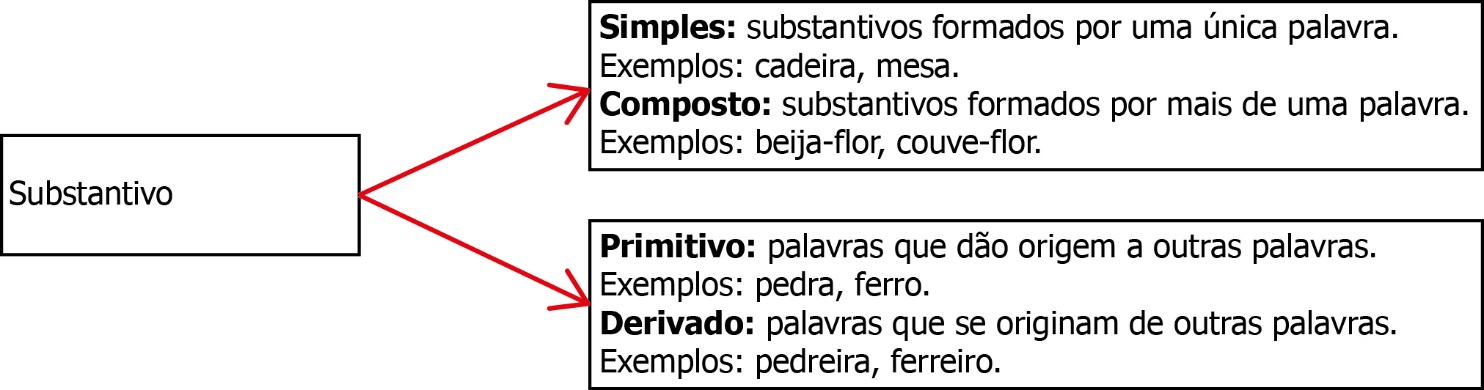 Substantivo
Simples: substantivos formados por uma única palavra.
Exemplos: cadeira, mesa.
Composto: substantivos formados por mais de uma palavra.
Exemplos: beija-flor, couve-flor.
Primitivo: palavras que dão origem a outras palavras.
Exemplos: pedra, ferro.
Derivado: palavras que se originam de outras palavras.
Exemplos: pedreira, ferreiro.